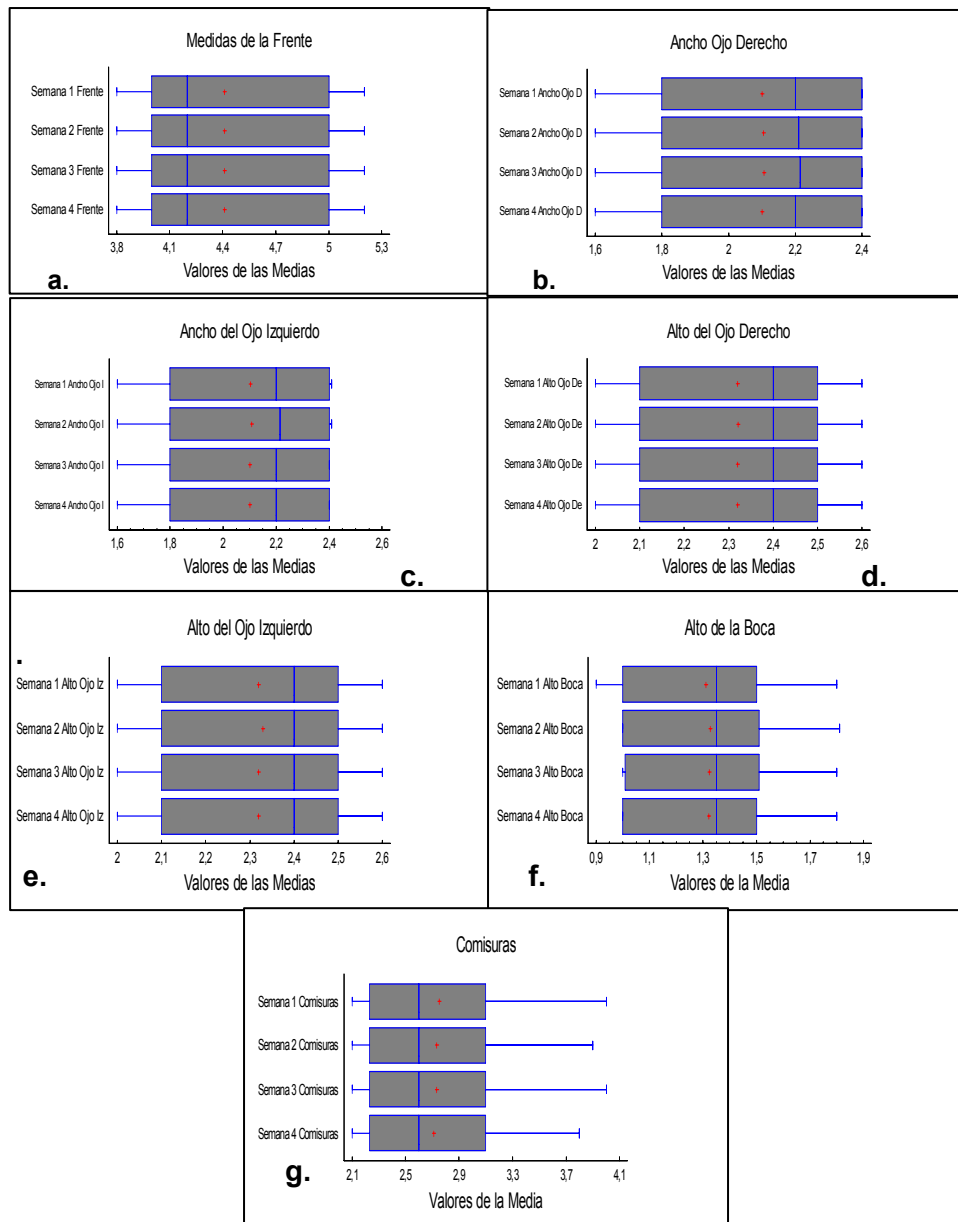 Medidas de la Frente
Semana 1 Frente
Semana 2 Frente
Semana 3 Frente
Semana 4 Frente
3,8 4,1 4,4 4,7 5 5,3
Valores de las Medias
a.
Ancho Ojo Derecho
Semana 1 Ancho Ojo D
Semana 2 Ancho Ojo D
Semana 3 Ancho Ojo D
Semana 4 Ancho Ojo D
1,6 1,8 2 2,2 2,4
Valores de las Medias
b.
Ancho del Ojo Izquierdo
Semana 1 Ancho Ojo I
Semana 2 Ancho Ojo I
Semana 3 Ancho Ojo I
Semana 4 Ancho Ojo I
1,6 1,8 2 2,2 2,4 2,6
Valores de las Medias
c.
Alto del Ojo Derecho
Semana 1 Alto Ojo De
Semana 2 Alto Ojo De
Semana 3 Alto Ojo De
Semana 4 Alto Ojo De
2 2,1 2,2 2,3 2,4 2,5 2,6
Valores de las Medias
d.
Alto del Ojo Izquierdo
.
Semana 1 Alto Ojo Iz
Semana 2 Alto Ojo Iz
Semana 3 Alto Ojo Iz
Semana 4 Alto Ojo Iz
2 2,1 2,2 2,3 2,4 2,5 2,6
Valores de las Medias
e.
Alto de la Boca
Semana 1 Alto Boca
Semana 2 Alto Boca
Semana 3 Alto Boca
Semana 4 Alto Boca
0,9 1,1 1,3 1,5 1,7 1,9
Valores de la Media
f.
Comisuras
Semana 1 Comisuras
Semana 2 Comisuras
Semana 3 Comisuras
Semana 4 Comisuras
2,1 2,5 2,9 3,3 3,7 4,1
Valores de la Media
g.